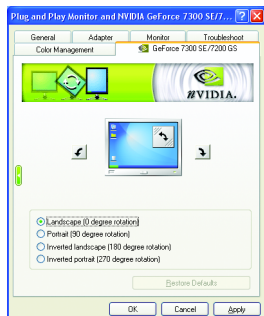 Plug and Play Monitor and NVIDIA GeForce 7300 SE/7...
General Adapter Monitor Troubleshoot
Color Management GeForce 7300 SE/7200 GS
NVIDIA.
Landscape (0 degree rotation)
Portrait (90 degree rotation)
Inverted landscape (180 degree rotation)
Inverted portrait (270 degree rotation)
Restore Defaults
OK Cancel Apply